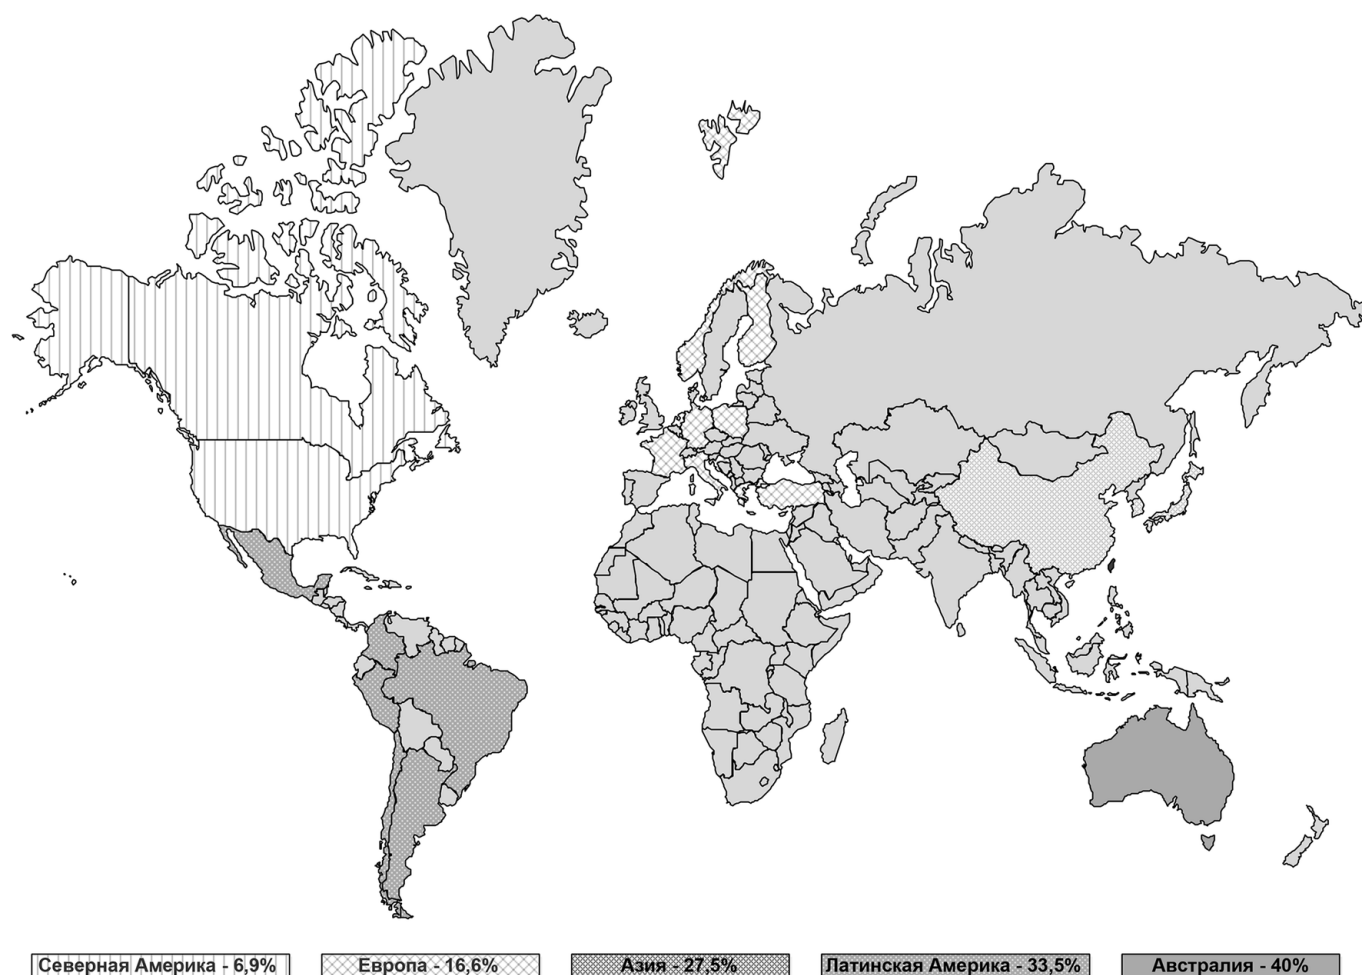 Северная Америка - 6,9%
Европа - 16,6%
Азия - 27,5%
Латинская Америка - 33,5%
Австралия - 40%